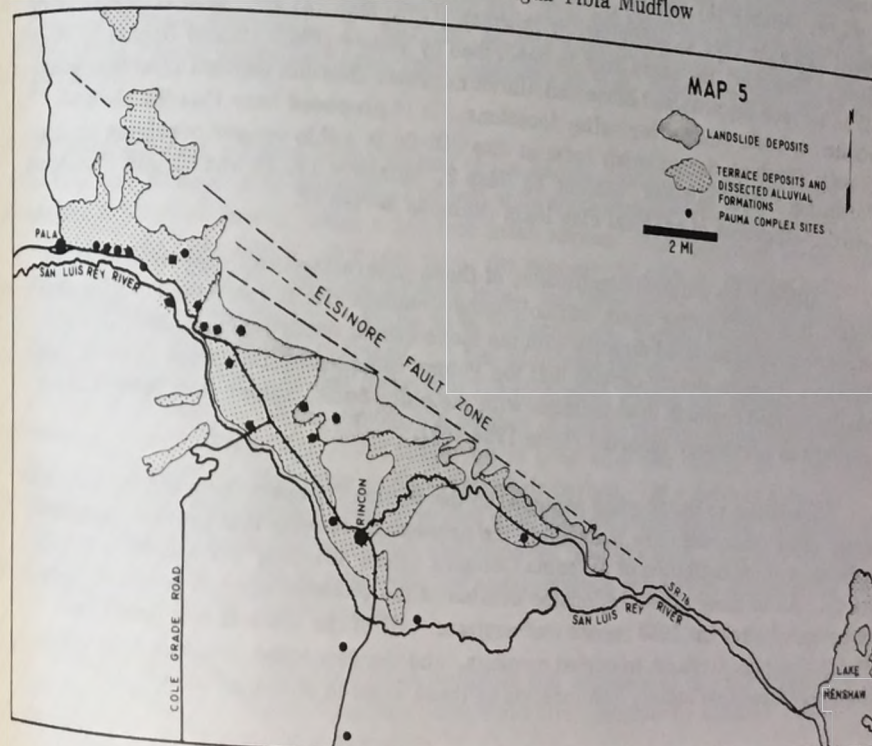 Tibia Mudflow
MAP 5
N
LANDSLIDE DEPOSITS
TERRACE DEPOSITS AND
DISSECTED ALLUVIAL
FORMATIONS
PAUMA COMPLEX SITES
2 MI
PALA
SAN LUIS REY RIVER
ELSINORE FAULT ZONE
RINCON
COLE GRADE ROAD
SR 76
SAN LUIS REY RIVER
LAKE
HENSHAW